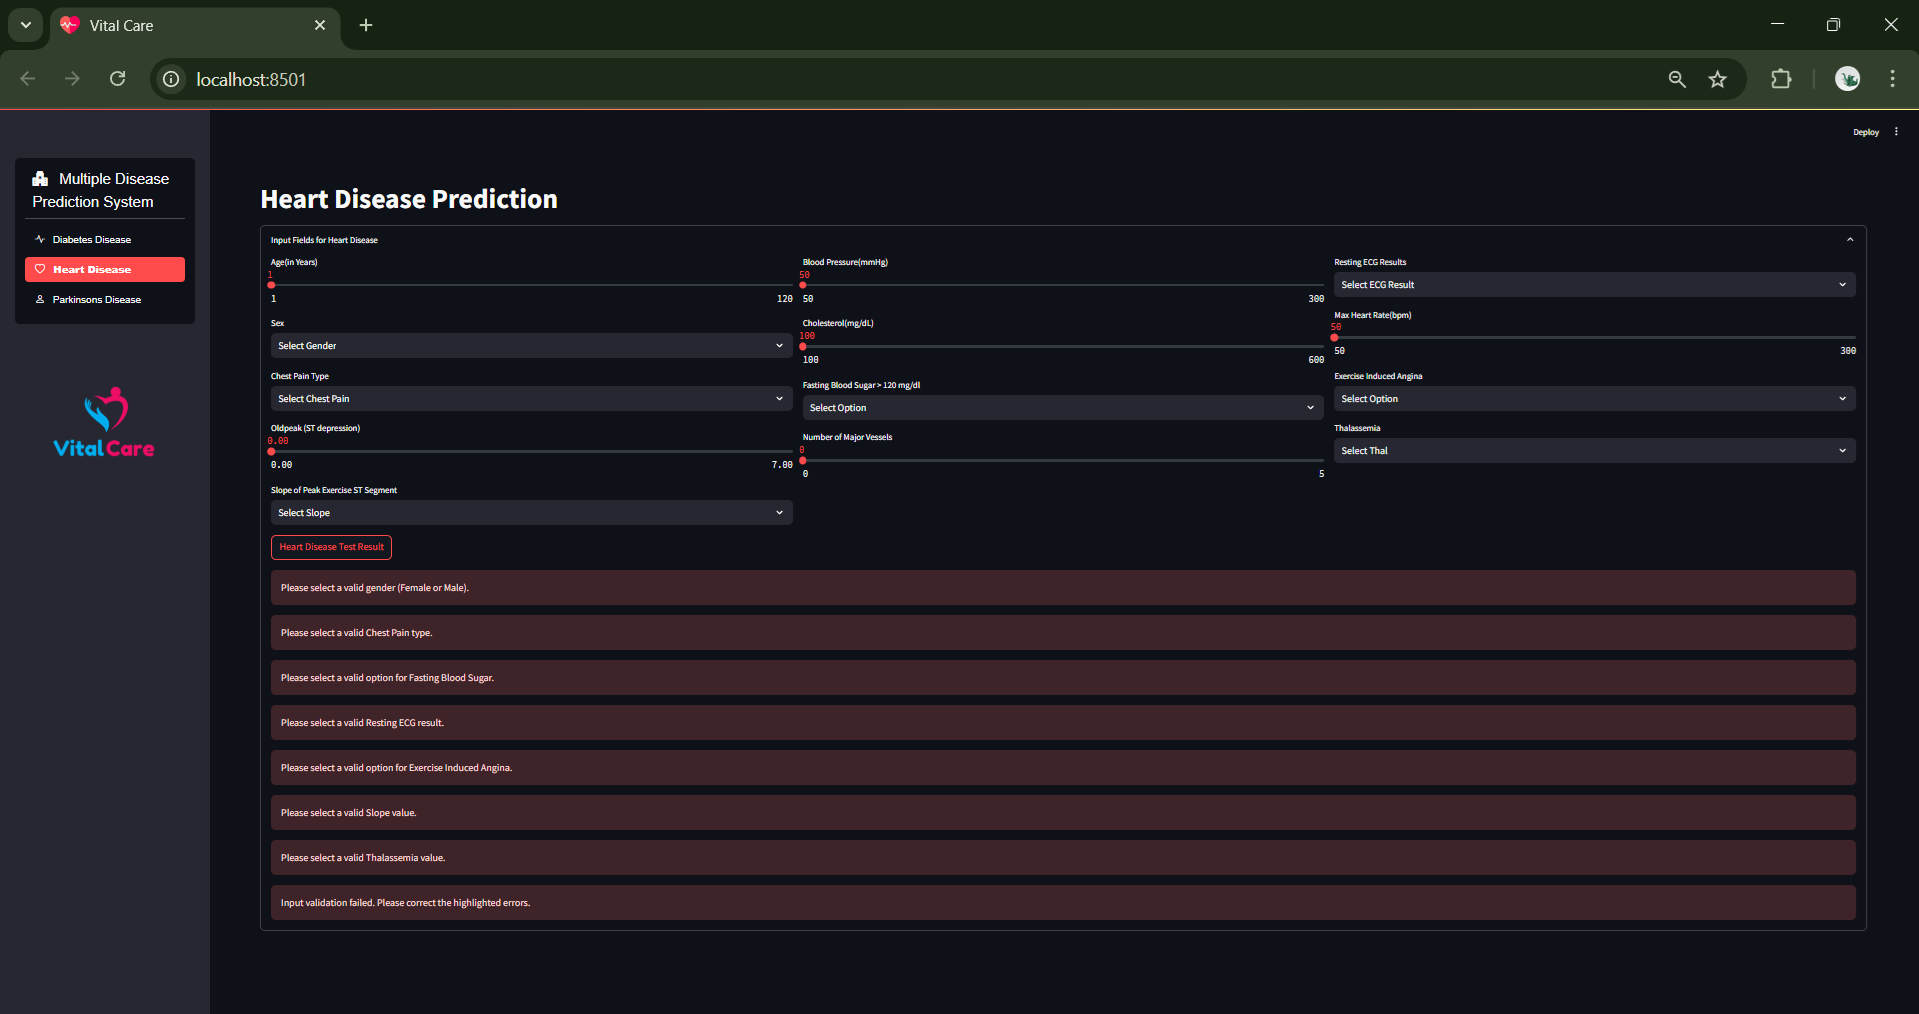 Vital Care
localhost:8501
Deploy
Multiple Disease
Prediction System
Diabetes Disease
Heart Disease
Parkinsons Disease
VitalCare
Heart Disease Prediction
Input Fields for Heart Disease
Age(in Years)
1
1 120
Sex
Select Gender
Chest Pain Type
Select Chest Pain
Oldpeak (ST depression)
0.00
0.00 7.00
Slope of Peak Exercise ST Segment
Select Slope
Blood Pressure(mmHg)
50
50 300
Cholesterol(mg/dL)
100
100 600
Fasting Blood Sugar > 120 mg/dl
Select Option
Number of Major Vessels
0
0 5
Resting ECG Results
Select ECG Result
Max Heart Rate(bpm)
50
50 300
Exercise Induced Angina
Select Option
Thalassemia
Select Thal
Heart Disease Test Result
Please select a valid gender (Female or Male).
Please select a valid Chest Pain type.
Please select a valid option for Fasting Blood Sugar.
Please select a valid Resting ECG result.
Please select a valid option for Exercise Induced Angina.
Please select a valid Slope value.
Please select a valid Thalassemia value.
Input validation failed. Please correct the highlighted errors.